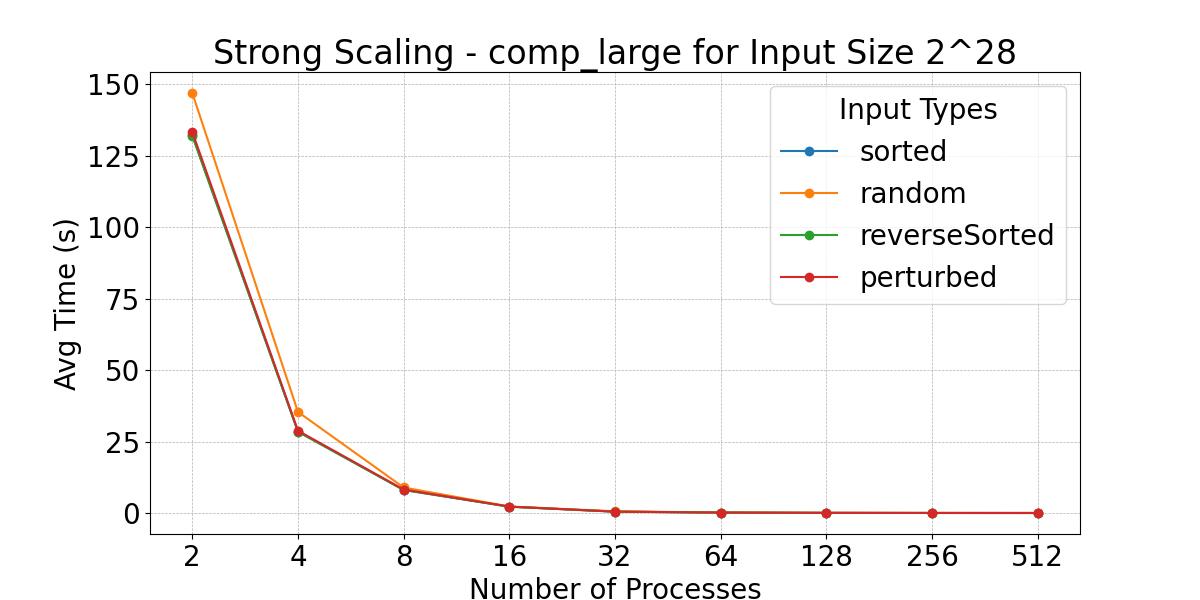 Strong Scaling - comp_large for Input Size 2^28
150
125
100
75
50
25
0
Avg Time (s)
Input Types
sorted
random
reverseSorted
perturbed
2 4 8 16 32 64 128 256 512
Number of Processes